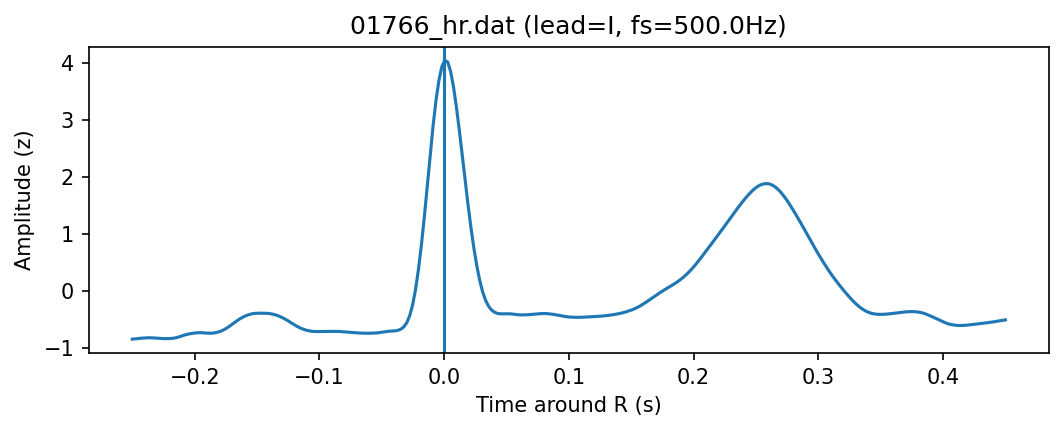 01766_hr.dat (lead=I, fs=500.0Hz)
4
3
2
1
0
−1
Amplitude (z)
−0.2 −0.1 0.0 0.1 0.2 0.3 0.4
Time around R (s)